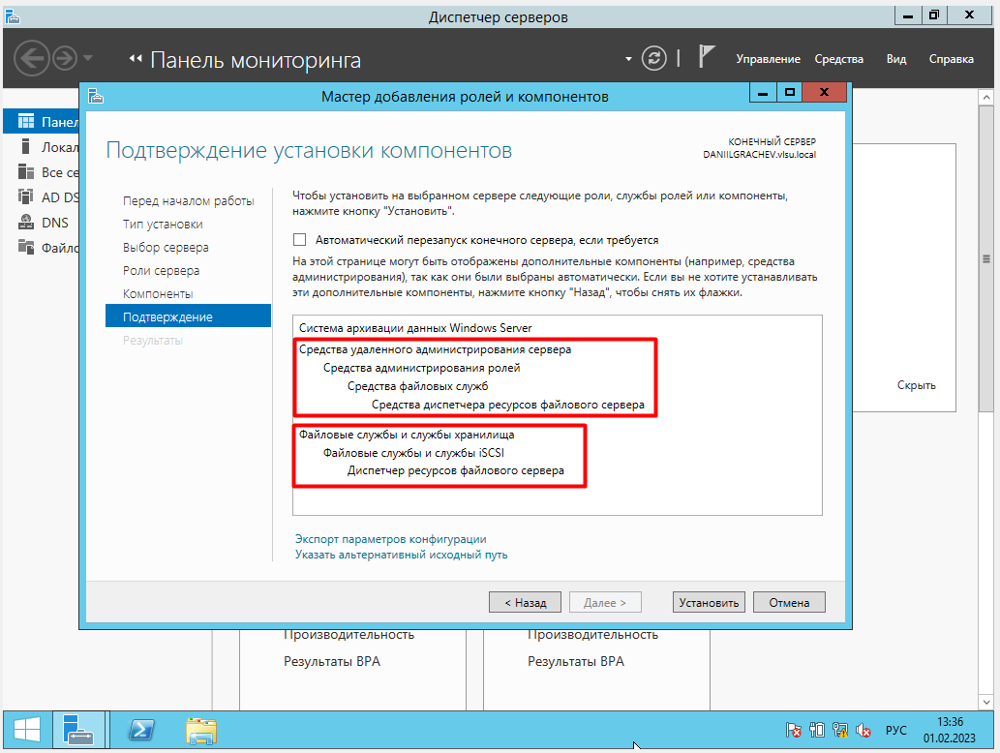 Диспетчер серверов
Панель мониторинга
Управление
Средства
Вид
Справка
Мастер добавления ролей и компонентов
Панел
Локал
Все се
AD DS
DNS
Файло
Подтверждение установки компонентов
КОНЕЧНЫЙ СЕРВЕР
DANIILGRACHEV.vlsu.local
Перед началом работы
Тип установки
Выбор сервера
Роли сервера
Компоненты
Подтверждение
Результаты
Чтобы установить на выбранном сервере следующие роли, службы ролей или компоненты,
нажмите кнопку "Установить".
Автоматический перезапуск конечного сервера, если требуется
На этой странице могут быть отображены дополнительные компоненты (например, средства
администрирования), так как они были выбраны автоматически. Если вы не хотите устанавливать
эти дополнительные компоненты, нажмите кнопку "Назад", чтобы снять их флажки.
Система архивации данных Windows Server
Средства удаленного администрирования сервера
Средства администрирования ролей
Средства файловых служб
Средства диспетчера ресурсов файлового сервера
Файловые службы и службы хранилища
Файловые службы и службы iSCSI
Диспетчер ресурсов файлового сервера
Экспорт параметров конфигурации
Указать альтернативный исходный путь
< Назад
Далее >
Установить
Отмена
Скрыть
Производительность
Результаты BPA
Производительность
Результаты BPA
РУС
13:36
01.02.2023